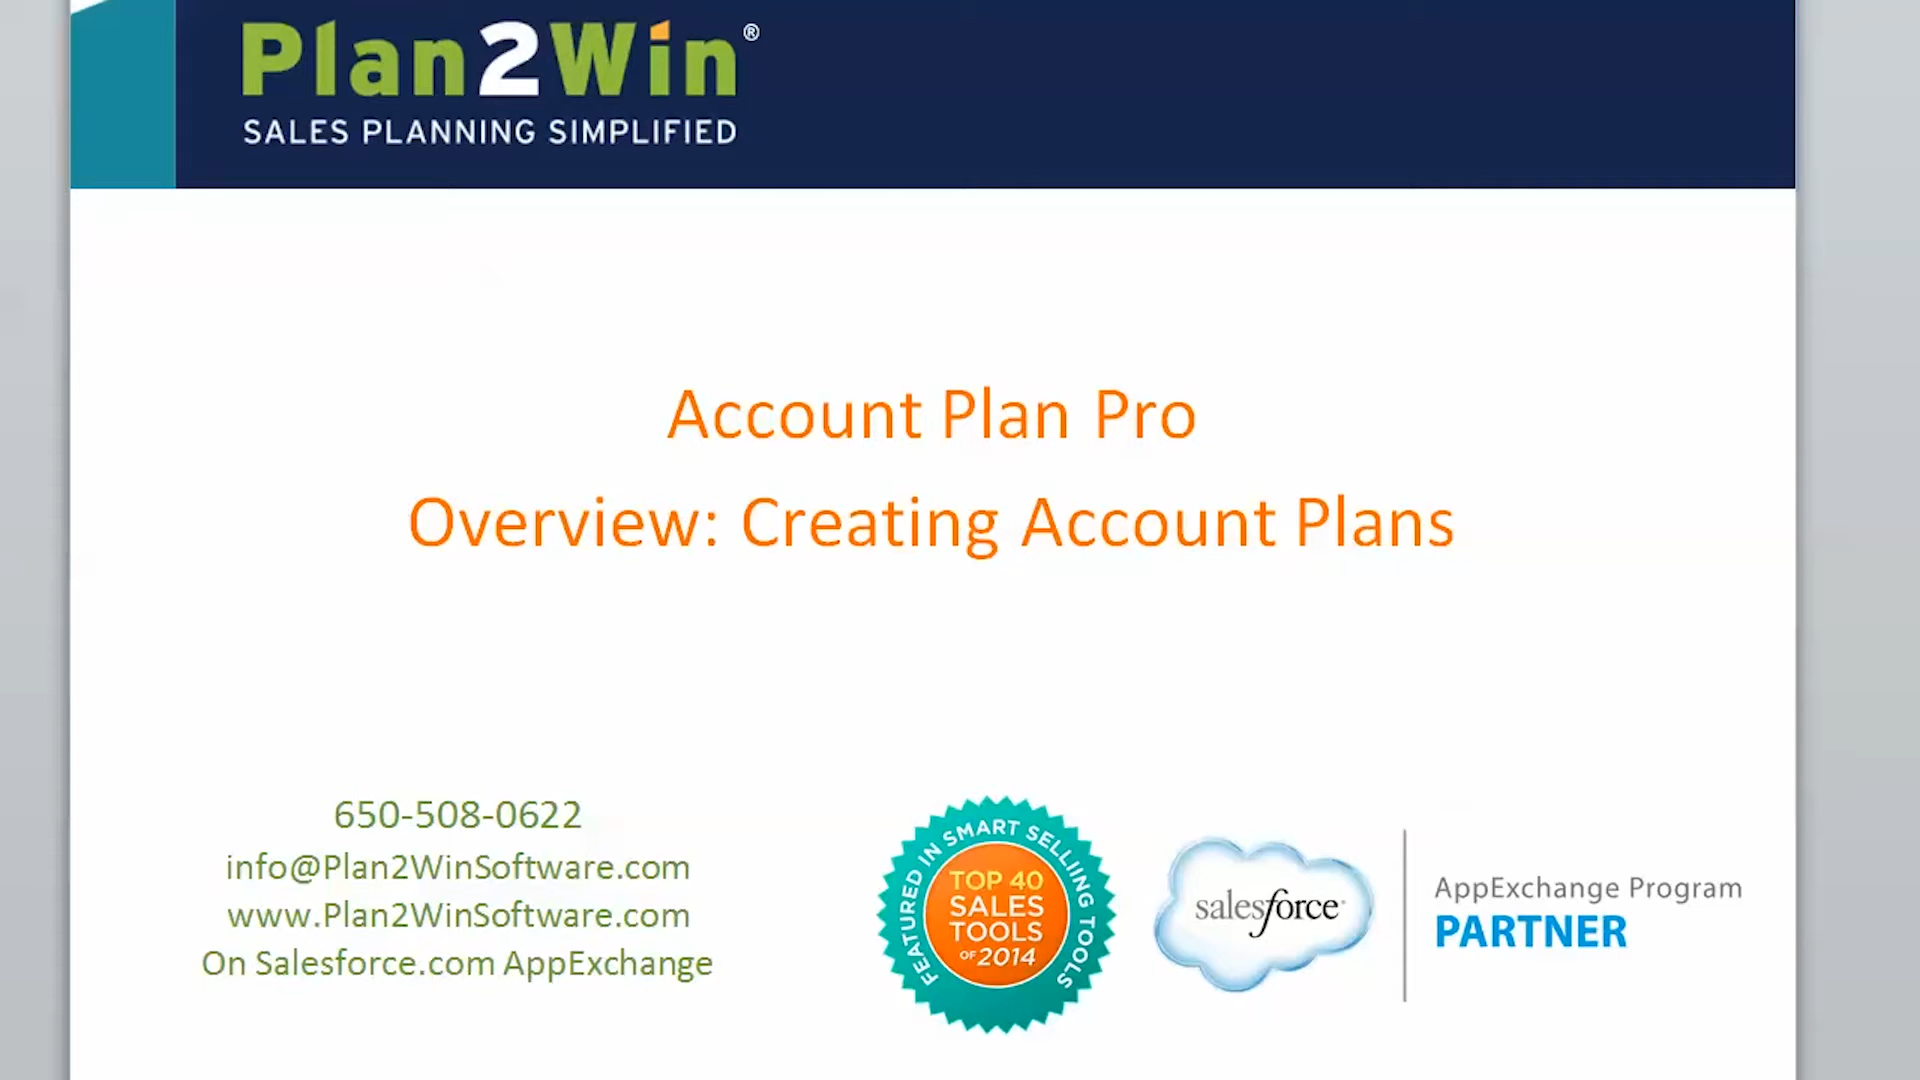 Plan2Win®
SALES PLANNING SIMPLIFIED
Account Plan Pro
Overview: Creating Account Plans
650-508-0622
info@Plan2WinSoftware.com
www.Plan2WinSoftware.com
On Salesforce.com AppExchange
FEATURED IN SMART SELLIING TOOLS
TOP 40
SALES
TOOLS
OF 2014
salesforce
AppExchange Program
PARTNER